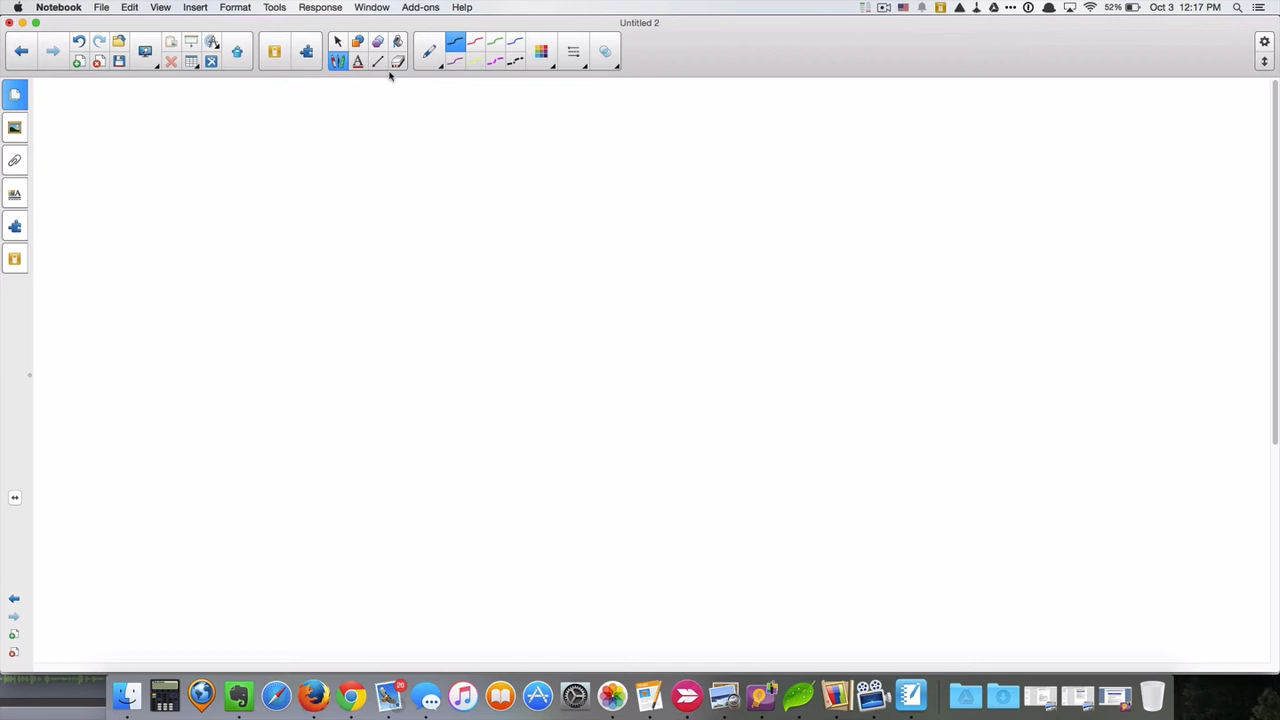 Notebook File Edit View Insert Format Tools Response Window Add-ons Help 52% Oct 3 12:17 PM
Untitled 2
A
26